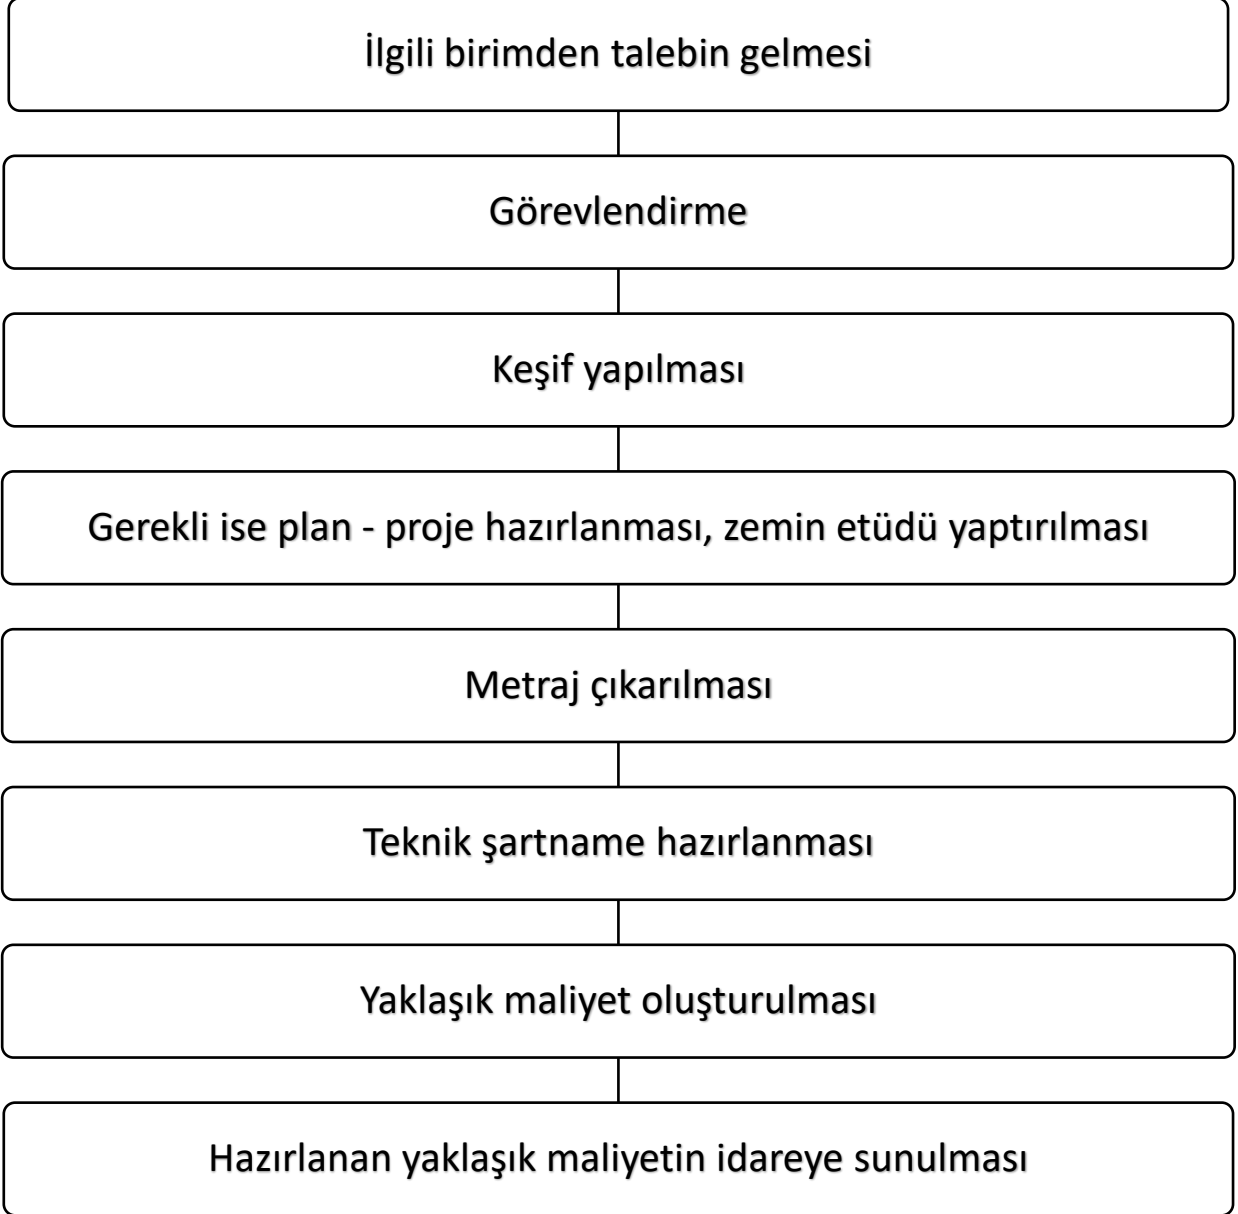 İlgili birimden talebin gelmesi
Görevlendirme
Keşif yapılması
Gerekli ise plan - proje hazırlanması, zemin etüdü yaptırılması
Metraj çıkarılması
Teknik şartname hazırlanması
Yaklaşık maliyet oluşturulması
Hazırlanan yaklaşık maliyetin idareye sunulması